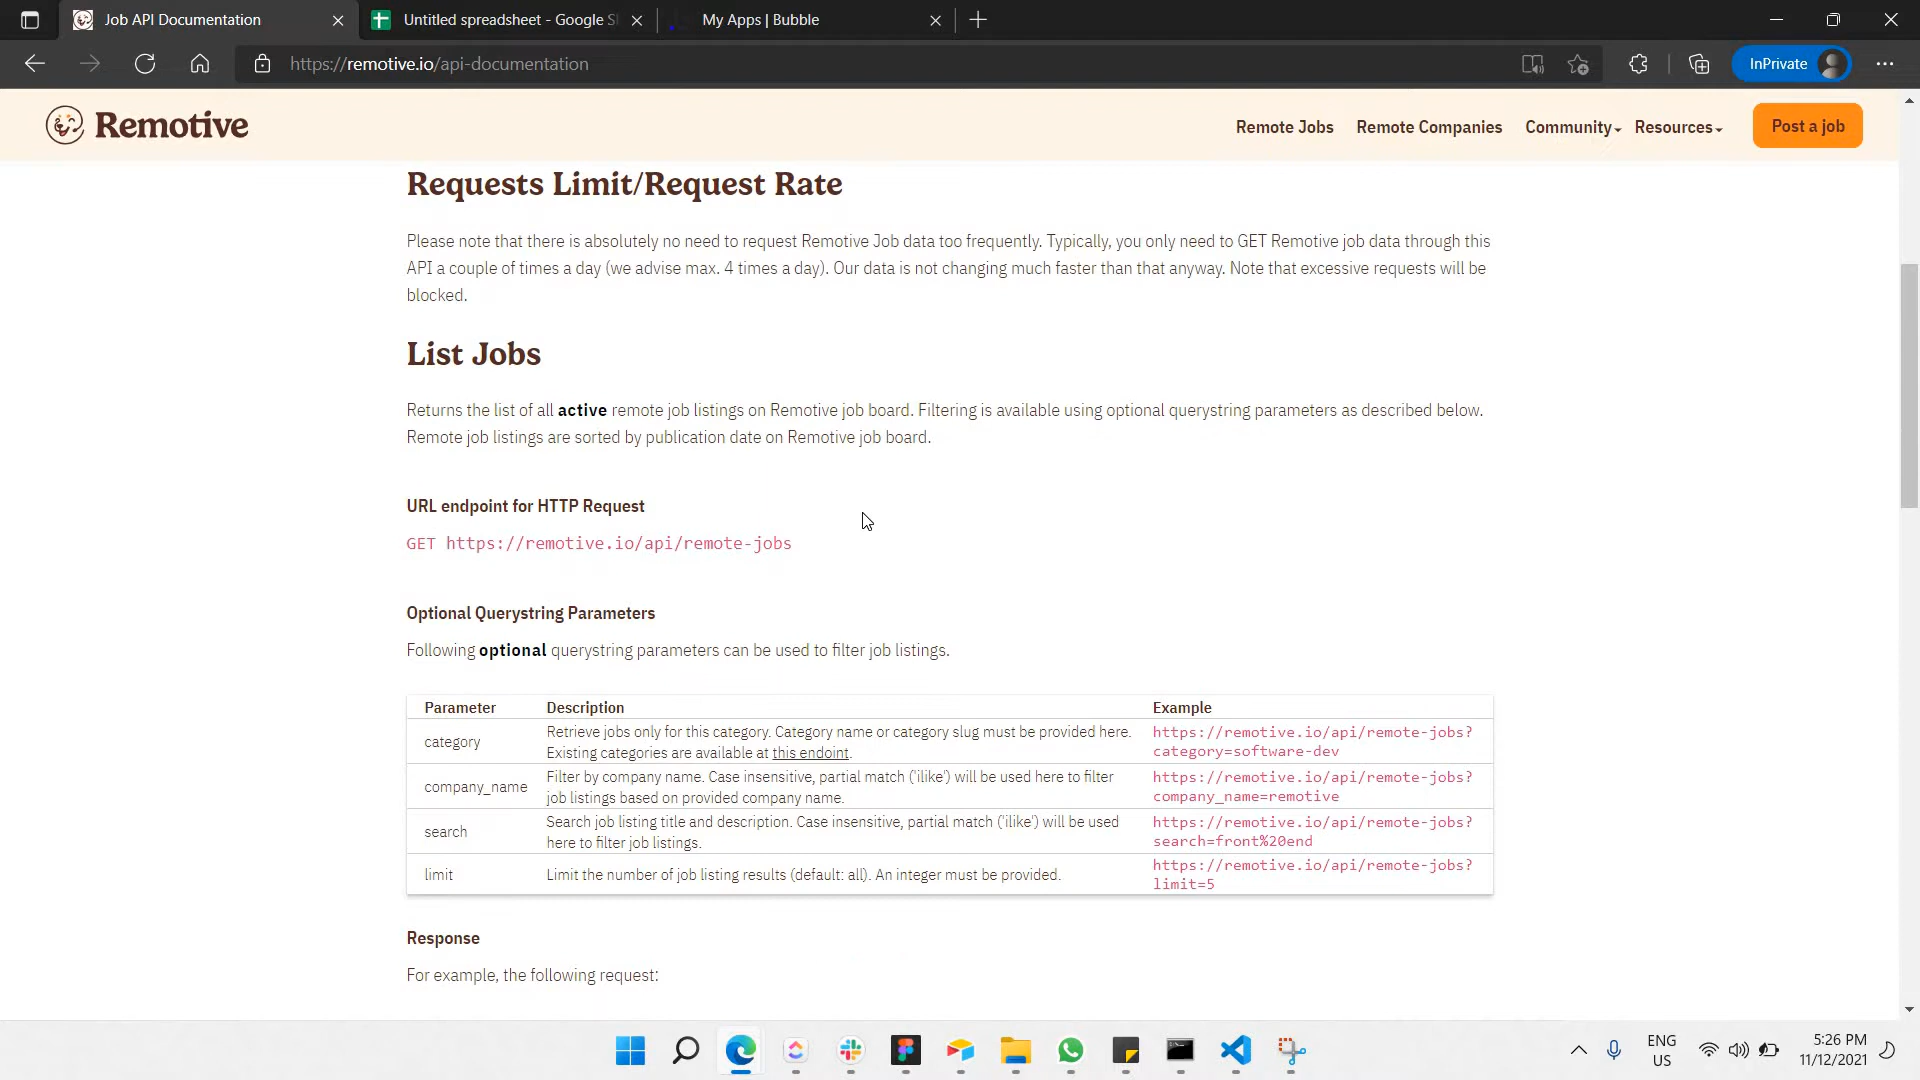 Job API Documentation
Untitled spreadsheet - Google S
My Apps | Bubble
https://remotive.io/api-documentation
InPrivate
Remotive
Remote Jobs
Remote Companies
Community
Resources
Post a job
Requests Limit/Request Rate
Please note that there is absolutely no need to request Remotive Job data too frequently. Typically, you only need to GET Remotive job data through this
API a couple of times a day (we advise max. 4 times a day). Our data is not changing much faster than that anyway. Note that excessive requests will be
blocked.
List Jobs
Returns the list of all active remote job listings on Remotive job board. Filtering is available using optional querystring parameters as described below.
Remote job listings are sorted by publication date on Remotive job board.
URL endpoint for HTTP Request
GET https://remotive.io/api/remote-jobs
Optional Querystring Parameters
Following optional querystring parameters can be used to filter job listings.
Parameter Description Example
category
Retrieve jobs only for this category. Category name or category slug must be provided here.
Existing categories are available at this endoint.
https://remotive.io/api/remote-jobs?
category=software-dev
company_name
Filter by company name. Case insensitive, partial match ('ilike') will be used here to filter
job listings based on provided company name.
https://remotive.io/api/remote-jobs?
company_name=remotive
search
Search job listing title and description. Case insensitive, partial match ('ilike') will be used
here to filter job listings.
https://remotive.io/api/remote-jobs?
search=front%20end
limit
Limit the number of job listing results (default: all). An integer must be provided.
https://remotive.io/api/remote-jobs?
limit=5
Response
For example, the following request:
ENG
US
5:26 PM
11/12/2021